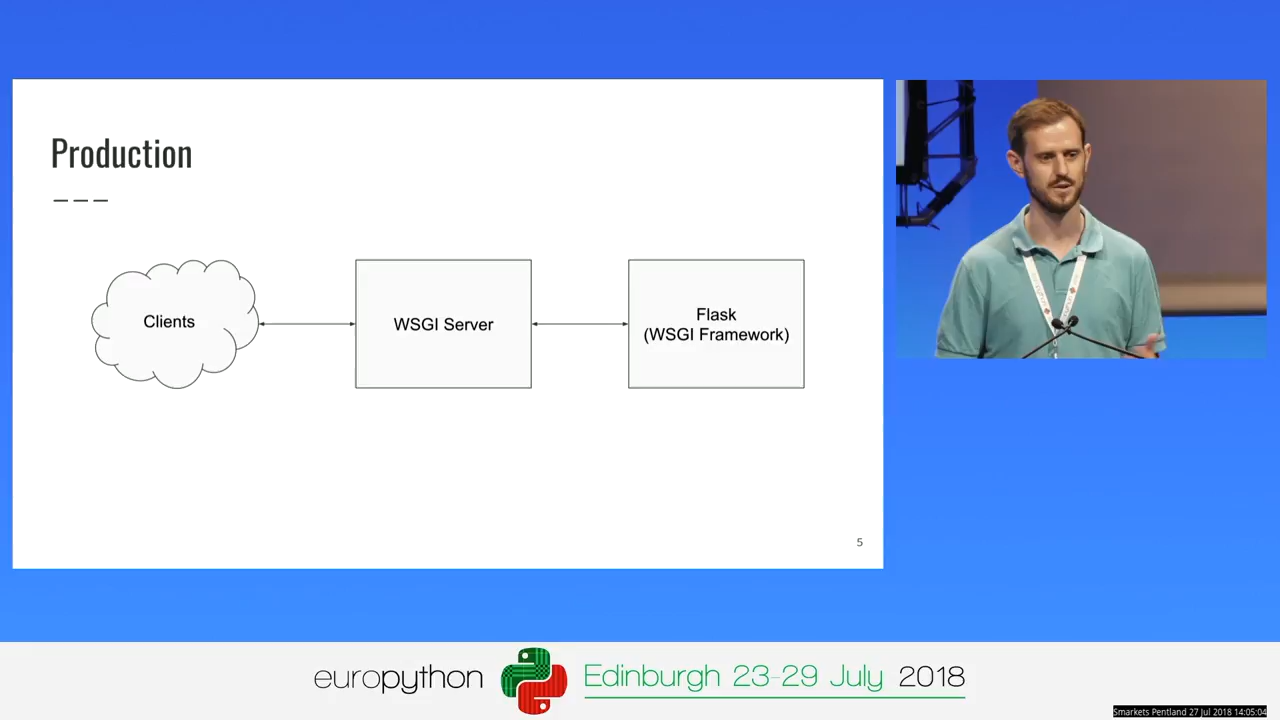 Production
Clients
WSGI Server
Flask
(WSGI Framework)
5
europython
Edinburgh 23-29 July 2018
Smarkets Pentland 27 Jul 2018 14:05:04